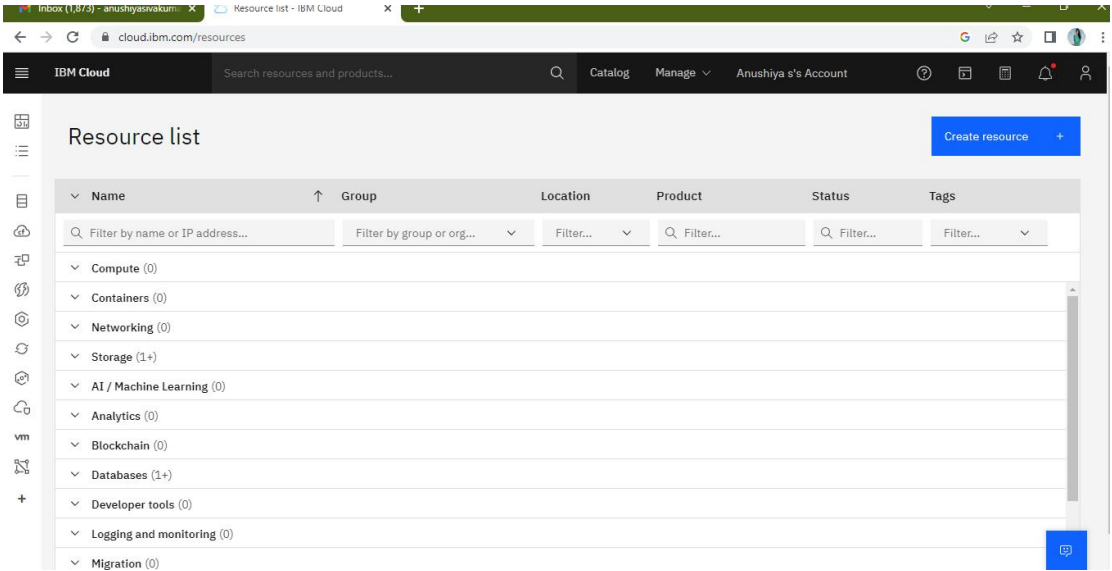 Inbox (1,873) - anushiyasivakuma
Resource list - IBM Cloud
cloud.ibm.com/resources
IBM Cloud Search resources and products... Catalog Manage Anushiya s's Account
Resource list
Create resource +
Name Group Location Product Status Tags
Filter by name or IP address... Filter by group or org... Filter... Filter... Filter... Filter...
Compute (0)
Containers (0)
Networking (0)
Storage (1+)
AI / Machine Learning (0)
Analytics (0)
Blockchain (0)
vm
Databases (1+)
Developer tools (0)
Logging and monitoring (0)
Migration (0)